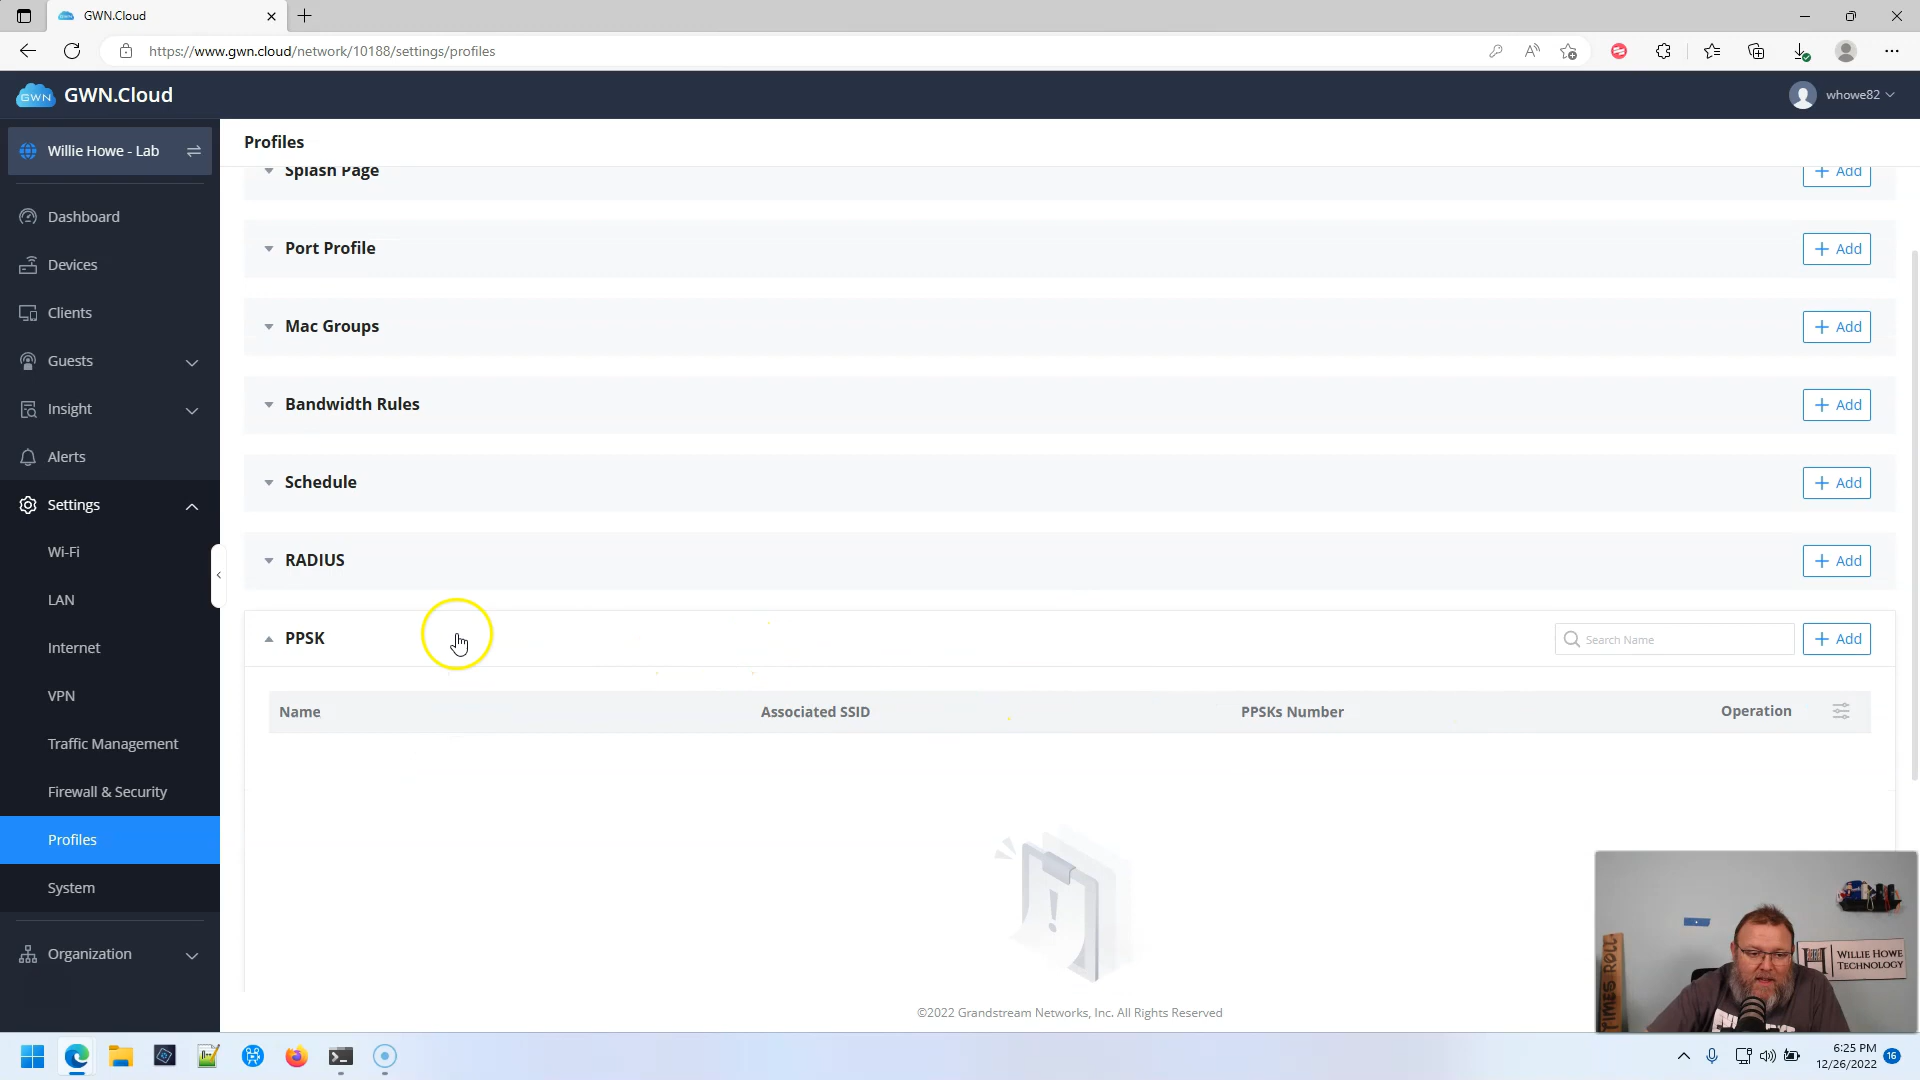 GWN.Cloud
https://www.gwn.cloud/network/10188/settings/profiles
GWN
GWN.Cloud
whowe82
Willie Howe - Lab
Profiles
Splash Page
+ Add
Dashboard
Port Profile
+ Add
Devices
Clients
Mac Groups
+ Add
Guests
Bandwidth Rules
+ Add
Insight
Alerts
Schedule
+ Add
Settings
Wi-Fi
RADIUS
+ Add
LAN
PPSK
Search Name
+ Add
Internet
VPN
Name
Associated SSID
PPSKs Number
Operation
Traffic Management
Firewall & Security
Profiles
System
Organization
WILLIE HOWE
TECHNOLOGY
TIMES ROLL
©2022 Grandstream Networks, Inc. All Rights Reserved
6:25 PM
12/26/2022
16